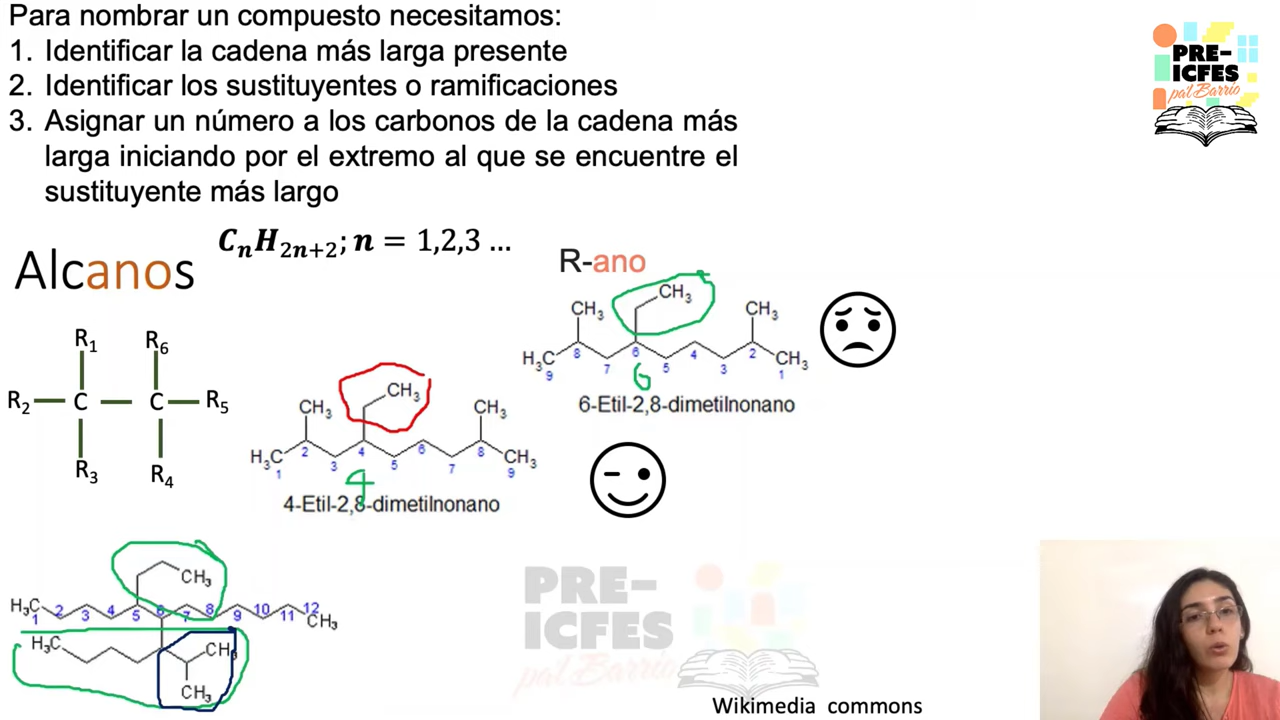 Para nombrar un compuesto necesitamos:
1. Identificar la cadena más larga presente
2. Identificar los sustituyentes o ramificaciones
3. Asignar un número a los carbonos de la cadena más
larga iniciando por el extremo al que se encuentre el
sustituyente más largo
PRE-
ICFES
pa'l Barrio
CₙH₂ₙ₊₂; n = 1,2,3 ...
Alcanos
R-ano
CH₃
CH₃ CH₃
H₃C 8 6 4 2 CH₃
9 7 5 3 1
6
6-Etil-2,8-dimetilnonano
R₁ R₆
R₂ C C R₅
R₃ R₄
CH₃
CH₃ CH₃
H₃C 2 4 6 8 CH₃
1 3 5 7 9
4
4-Etil-2,8-dimetilnonano
CH₃
H₃C 2 3 4 5 6 7 8 9 10 11 12
1 CH₃
H₃C CH₃
CH₃
PRE-
ICFES
pa'l Barrio
Wikimedia commons